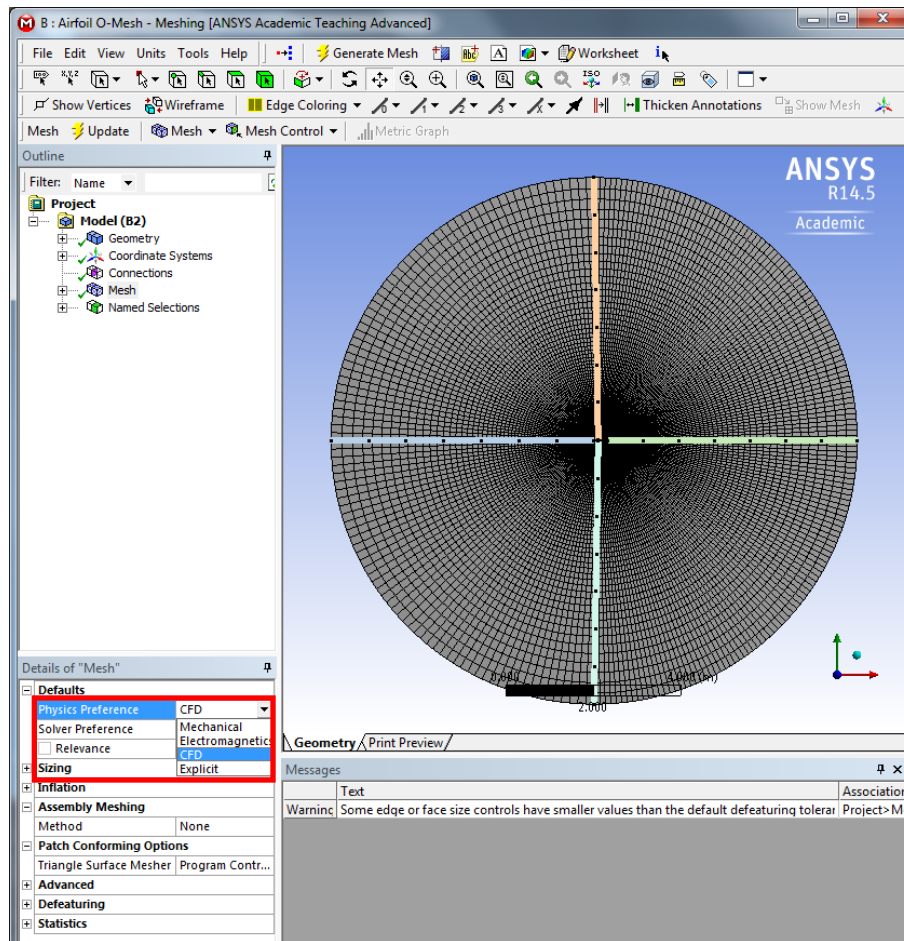 B : Airfoil O-Mesh - Meshing [ANSYS Academic Teaching Advanced]
File Edit View Units Tools Help Generate Mesh Worksheet
Show Vertices Wireframe Edge Coloring Thicken Annotations Show Mesh
Mesh Update Mesh Mesh Control Metric Graph
Outline
Filter: Name
Project
Model (B2)
Geometry
Coordinate Systems
Connections
Mesh
Named Selections
ANSYS
R14.5
Academic
0.000
2.000
Geometry Print Preview
Details of "Mesh"
Defaults
Physics Preference CFD
Solver Preference Mechanical
Electromagnetics
Relevance CFD
Explicit
Sizing
Inflation
Assembly Meshing
Method None
Patch Conforming Options
Triangle Surface Mesher Program Contr...
Advanced
Defeaturing
Statistics
Messages
Text Association
Warning Some edge or face size controls have smaller values than the default defeaturing tolerar Project>M